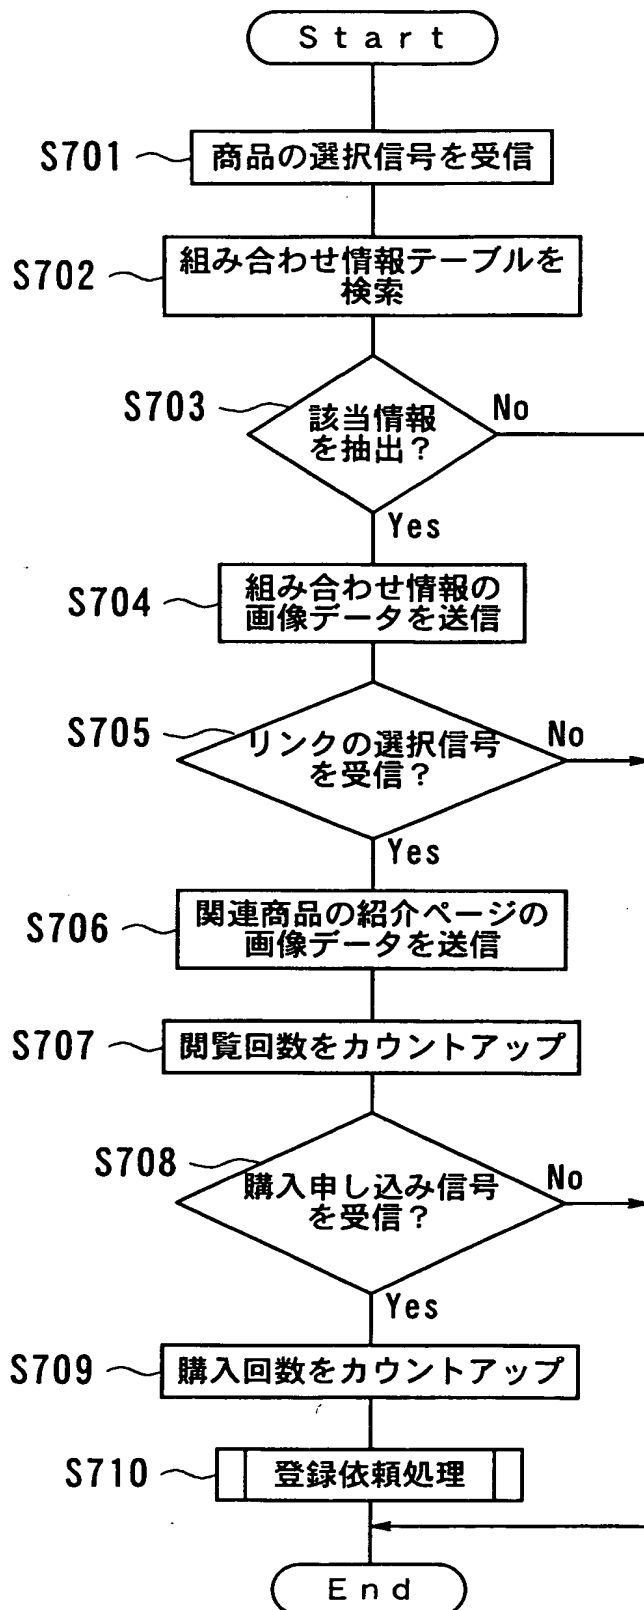 Start
S701
商品の選択信号を受信
S702
組み合わせ情報テーブルを
検索
S703
該当情報
を抽出?
No
Yes
S704
組み合わせ情報の
画像データを送信
S705
リンクの選択信号
を受信?
No
Yes
S706
関連商品の紹介ページの
画像データを送信
S707
閲覧回数をカウントアップ
S708
購入申し込み信号
を受信?
No
Yes
S709
購入回数をカウントアップ
S710
登録依頼処理
End